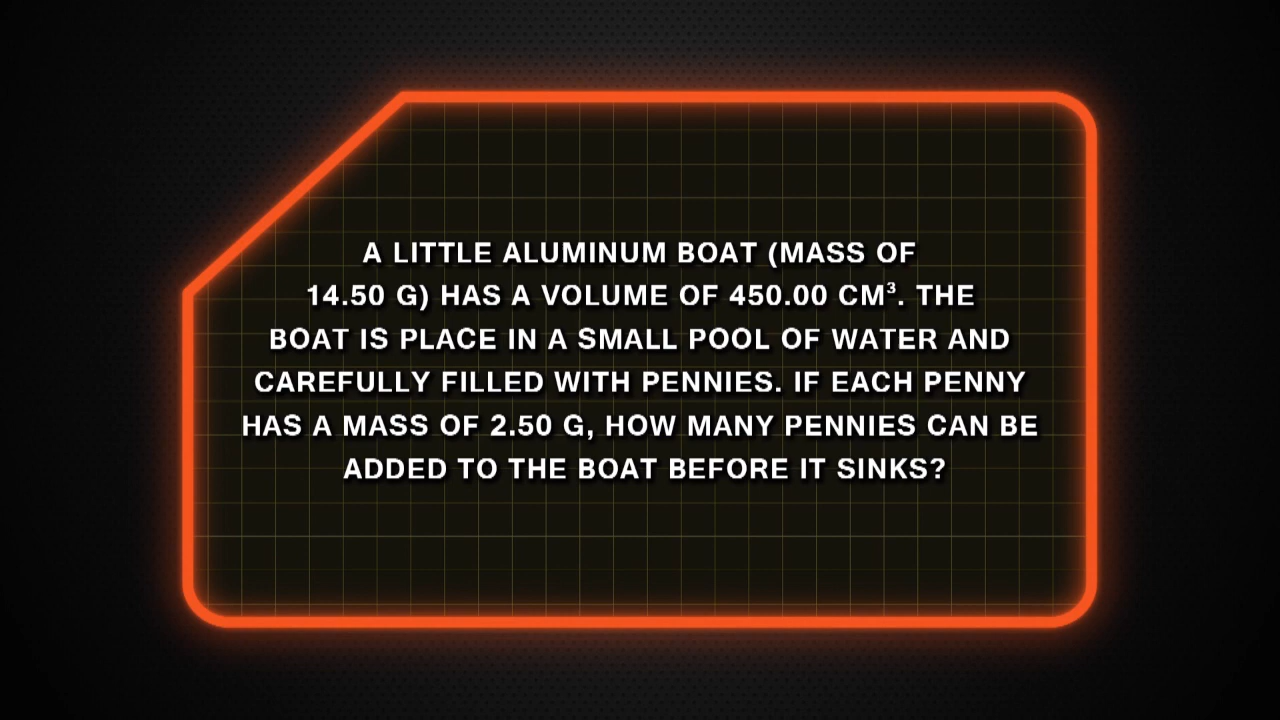 A LITTLE ALUMINUM BOAT (MASS OF
14.50 G) HAS A VOLUME OF 450.00 CM³. THE
BOAT IS PLACE IN A SMALL POOL OF WATER AND
CAREFULLY FILLED WITH PENNIES. IF EACH PENNY
HAS A MASS OF 2.50 G, HOW MANY PENNIES CAN BE
ADDED TO THE BOAT BEFORE IT SINKS?